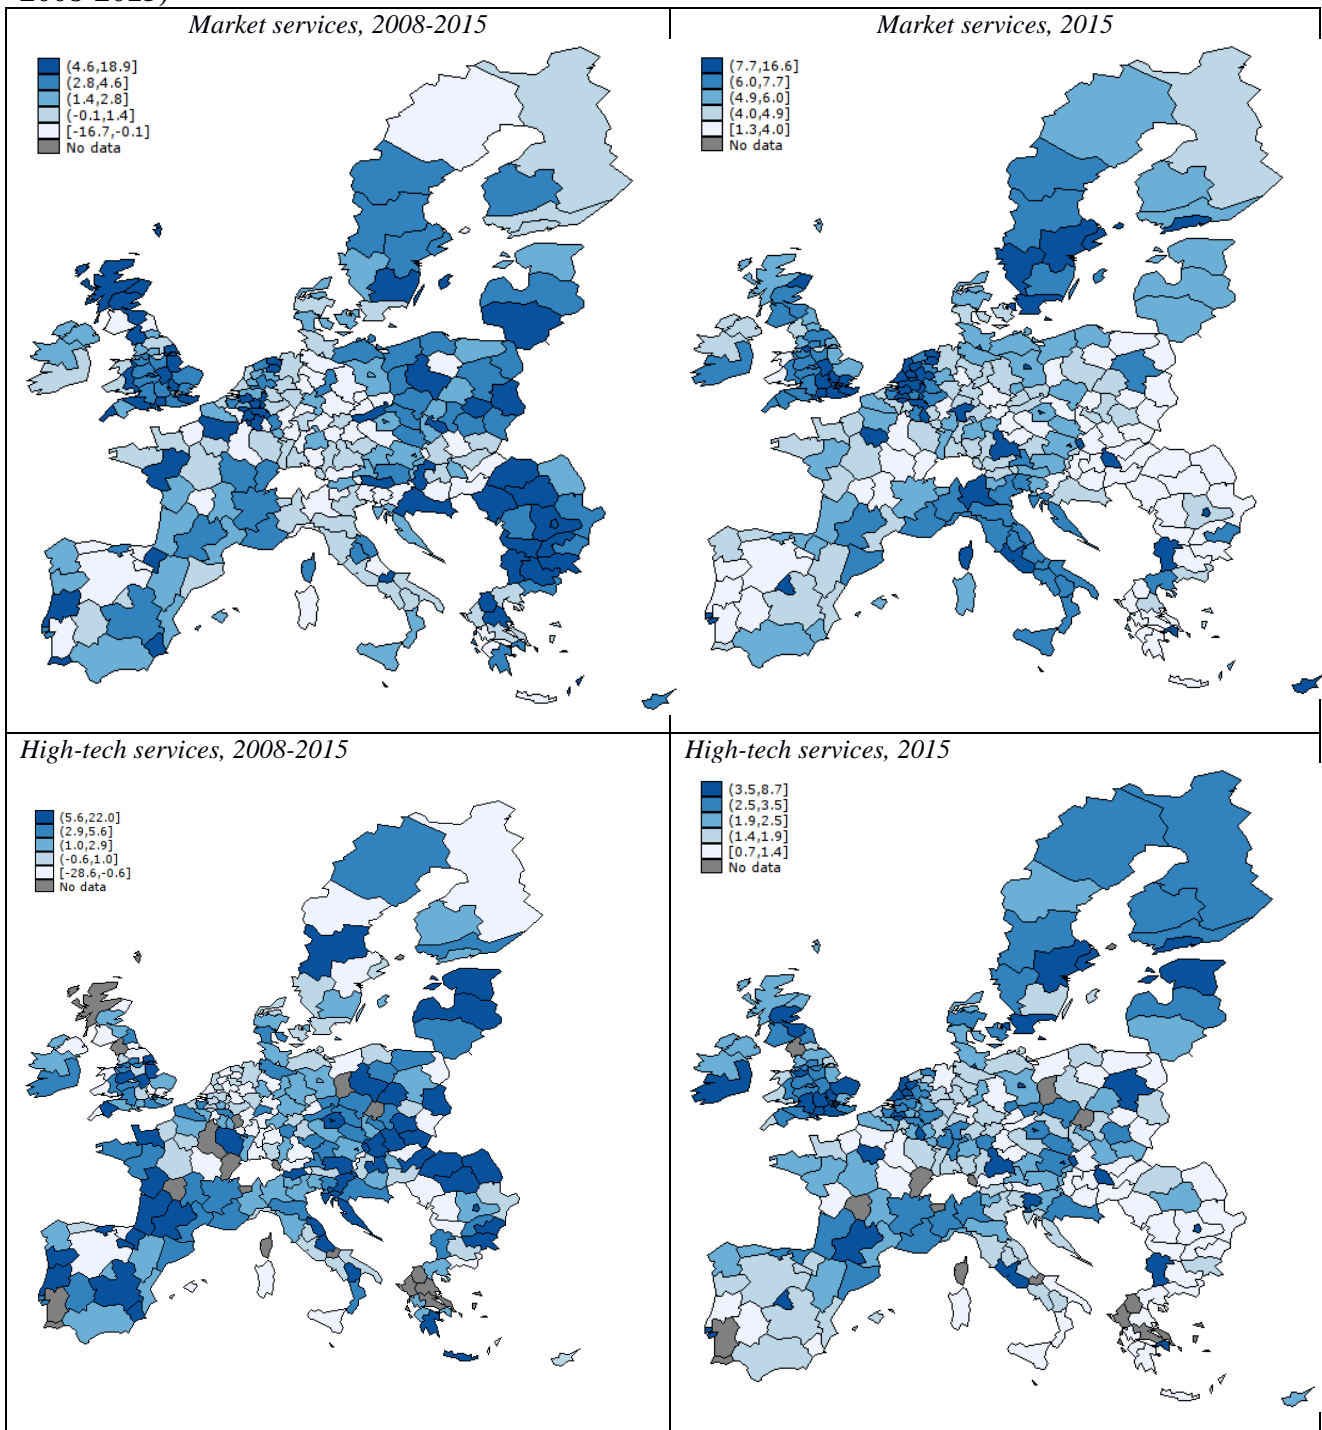 Market services, 2008-2015
(4.6,18.9]
(2.8,4.6]
(1.4,2.8]
(-0.1,1.4]
[-16.7,-0.1]
No data
Market services, 2015
(7.7,16.6]
(6.0,7.7]
(4.9,6.0]
(4.0,4.9]
[1.3,4.0]
No data
High-tech services, 2008-2015
(5.6,22.0]
(2.9,5.6]
(1.0,2.9]
(-0.6,1.0]
[-28.6,-0.6]
No data
High-tech services, 2015
(3.5,8.7]
(2.5,3.5]
(1.9,2.5]
(1.4,1.9]
[0.7,1.4]
No data